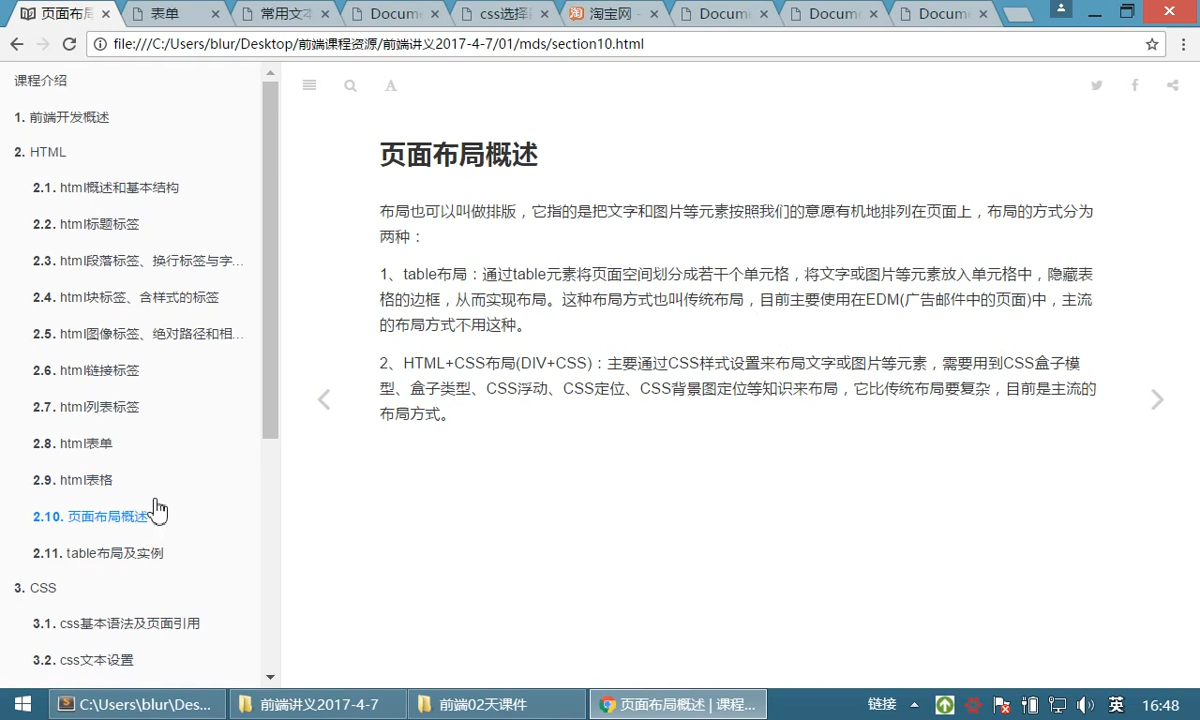 页面布局
表单
常用文本
Docume
css选择
淘宝网 -
Docum
Docum
Docum
file:///C:/Users/blur/Desktop/前端课程资源/前端讲义2017-4-7/01/mds/section10.html
课程介绍
1. 前端开发概述
2. HTML
2.1. html概述和基本结构
2.2. html标题标签
2.3. html段落标签、换行标签与字...
2.4. html块标签、含样式的标签
2.5. html图像标签、绝对路径和相...
2.6. html链接标签
2.7. html列表标签
2.8. html表单
2.9. html表格
2.10. 页面布局概述
2.11. table布局及实例
3. CSS
3.1. css基本语法及页面引用
3.2. css文本设置
A
页面布局概述
布局也可以叫做排版，它指的是把文字和图片等元素按照我们的意愿有机地排列在页面上，布局的方式分为
两种：
1、table布局：通过table元素将页面空间划分成若干个单元格，将文字或图片等元素放入单元格中，隐藏表
格的边框，从而实现布局。这种布局方式也叫传统布局，目前主要使用在EDM(广告邮件中的页面)中，主流
的布局方式不用这种。
2、HTML+CSS布局(DIV+CSS)：主要通过CSS样式设置来布局文字或图片等元素，需要用到CSS盒子模
型、盒子类型、CSS浮动、CSS定位、CSS背景图定位等知识来布局，它比传统布局要复杂，目前是主流的
布局方式。
C:\Users\blur\Des...
前端讲义2017-4-7
前端02天课件
页面布局概述 | 课程...
链接
英
16:48